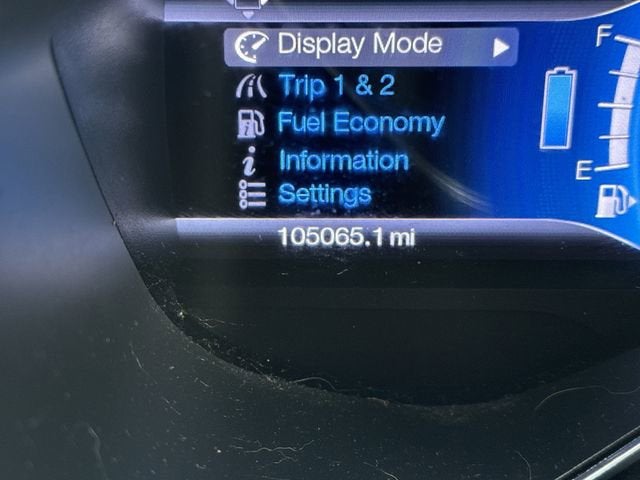 Display Mode
F
Trip 1 & 2
Fuel Economy
Information
E
Settings
105065.1 mi